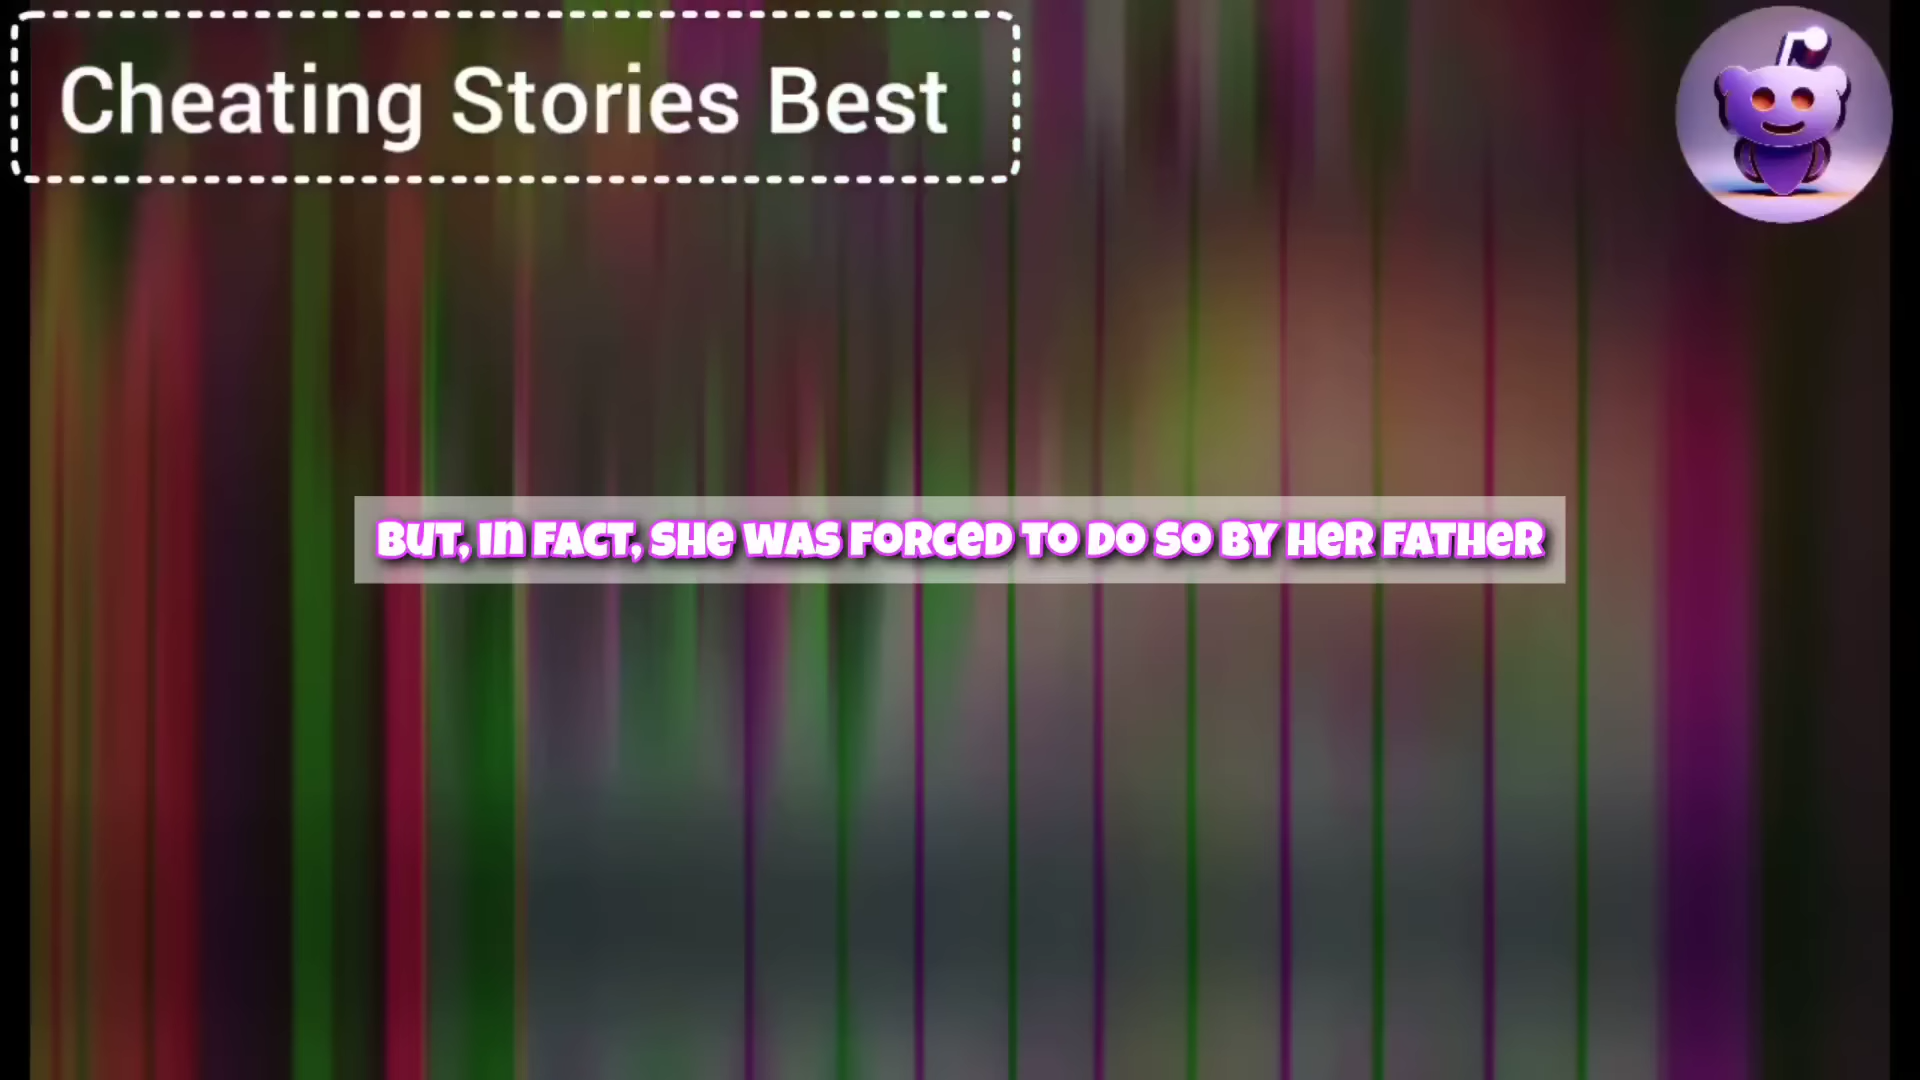 Cheating Stories Best
BUT, IN FACT, SHE WAS FORCED TO DO SO BY HER FATHER